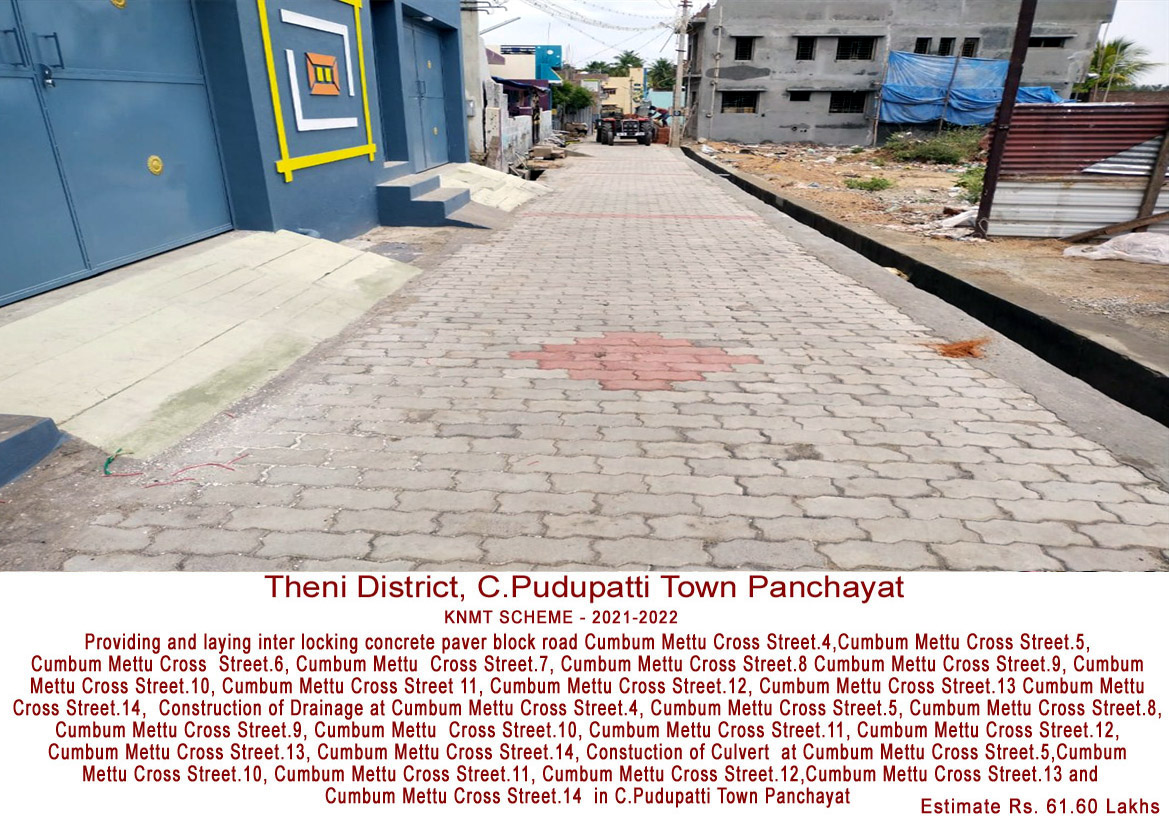 Theni District, C.Pudupatti Town Panchayat
KNMT SCHEME - 2021-2022
Providing and laying inter locking concrete paver block road Cumbum Mettu Cross Street.4,Cumbum Mettu Cross Street.5,
Cumbum Mettu Cross Street.6, Cumbum Mettu Cross Street.7, Cumbum Mettu Cross Street.8 Cumbum Mettu Cross Street.9, Cumbum
Mettu Cross Street.10, Cumbum Mettu Cross Street 11, Cumbum Mettu Cross Street.12, Cumbum Mettu Cross Street.13 Cumbum Mettu
Cross Street.14, Construction of Drainage at Cumbum Mettu Cross Street.4, Cumbum Mettu Cross Street.5, Cumbum Mettu Cross Street.8,
Cumbum Mettu Cross Street.9, Cumbum Mettu Cross Street.10, Cumbum Mettu Cross Street.11, Cumbum Mettu Cross Street.12,
Cumbum Mettu Cross Street.13, Cumbum Mettu Cross Street.14, Constuction of Culvert at Cumbum Mettu Cross Street.5,Cumbum
Mettu Cross Street.10, Cumbum Mettu Cross Street.11, Cumbum Mettu Cross Street.12,Cumbum Mettu Cross Street.13 and
Cumbum Mettu Cross Street.14 in C.Pudupatti Town Panchayat
Estimate Rs. 61.60 Lakhs